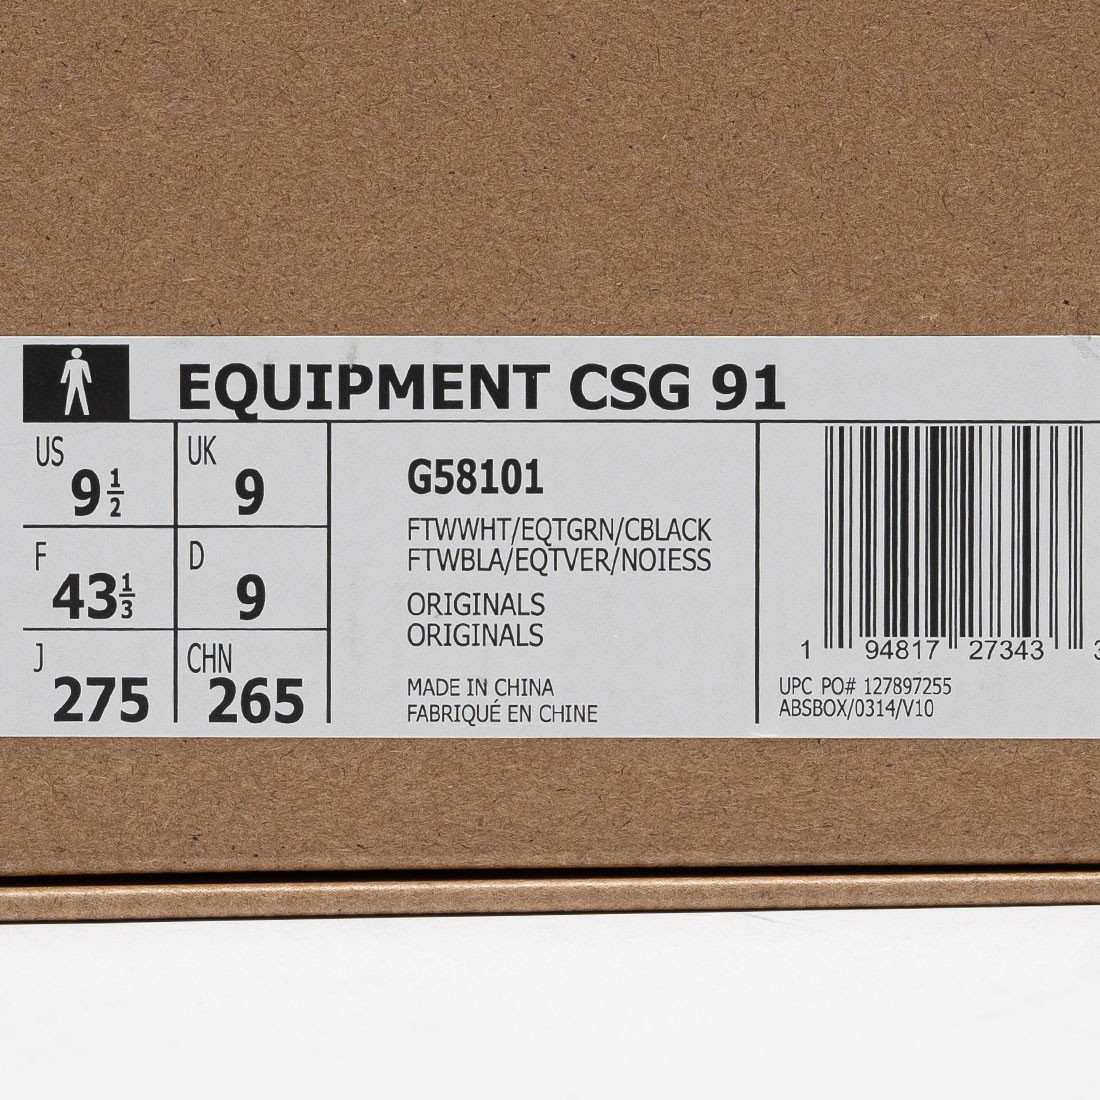 EQUIPMENT CSG 91
US
9 1/2
UK
9
F
43 1/3
D
9
J
275
CHN
265
G58101
FTWWHT/EQTGRN/CBLACK
FTWBLA/EQTVER/NOIESS
ORIGINALS
ORIGINALS
MADE IN CHINA
FABRIQUÉ EN CHINE
1 94817 27343 3
UPC PO# 127897255
ABSBOX/0314/V10